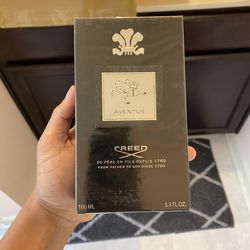 AVENTUS
CREED
DE PÈRE EN FILS DEPUIS 1760
FROM FATHER TO SON SINCE 1760
100 ML 3.3 FL.OZ.